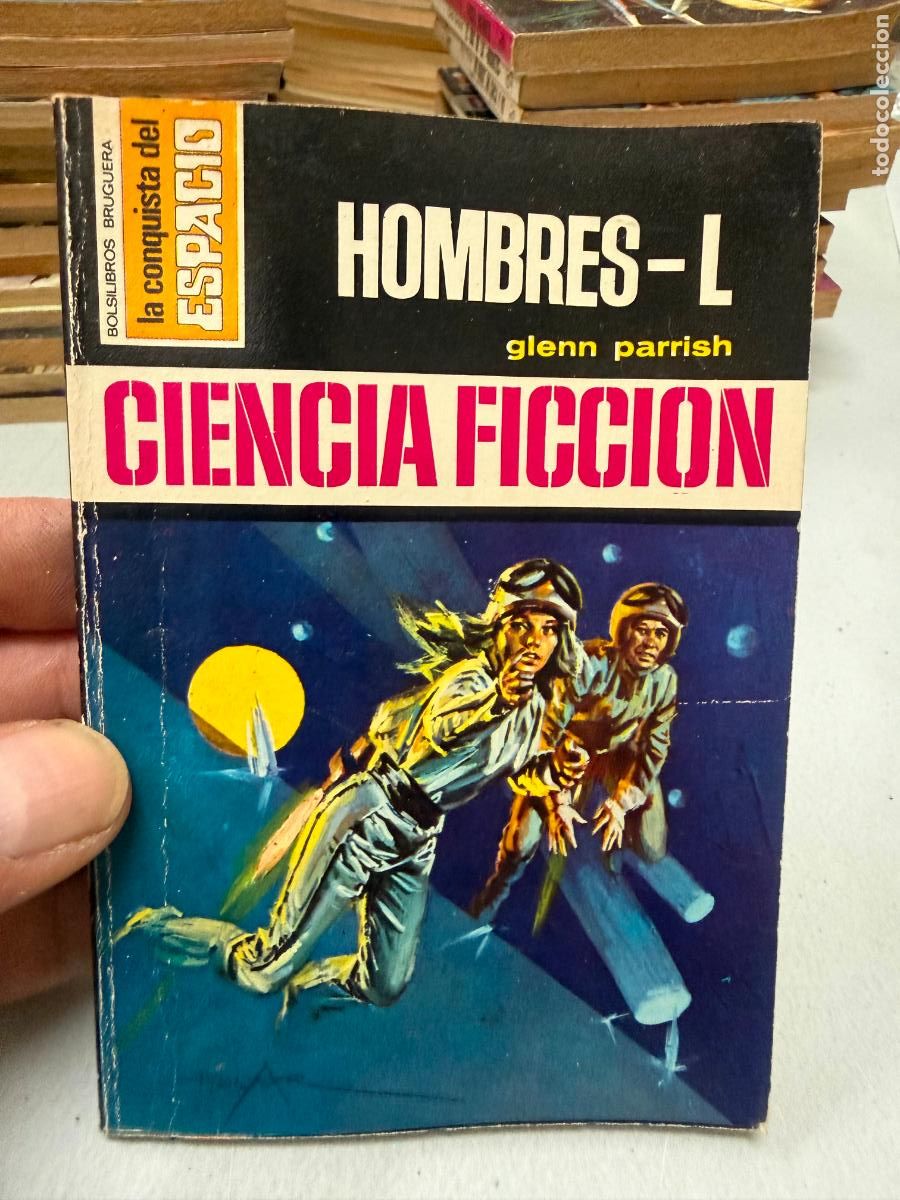 BOLSILIBROS BRUGUERA
la conquista del
ESPACIO
HOMBRES-L
glenn parrish
CIENCIA FICCION
todocoleccion